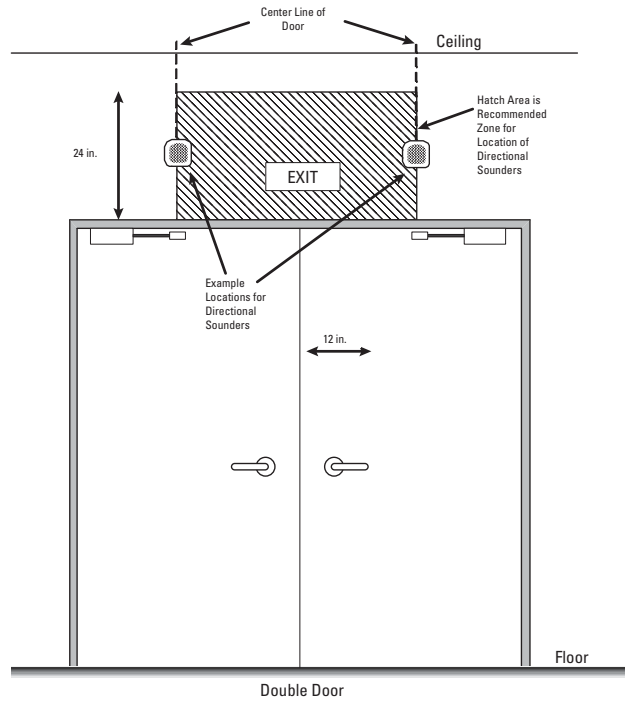 Center Line of
Door
Ceiling
Hatch Area is
Recommended
Zone for
Location of
Directional
Sounders
24 in.
EXIT
Example
Locations for
Directional
Sounders
12 in.
Floor
Double Door